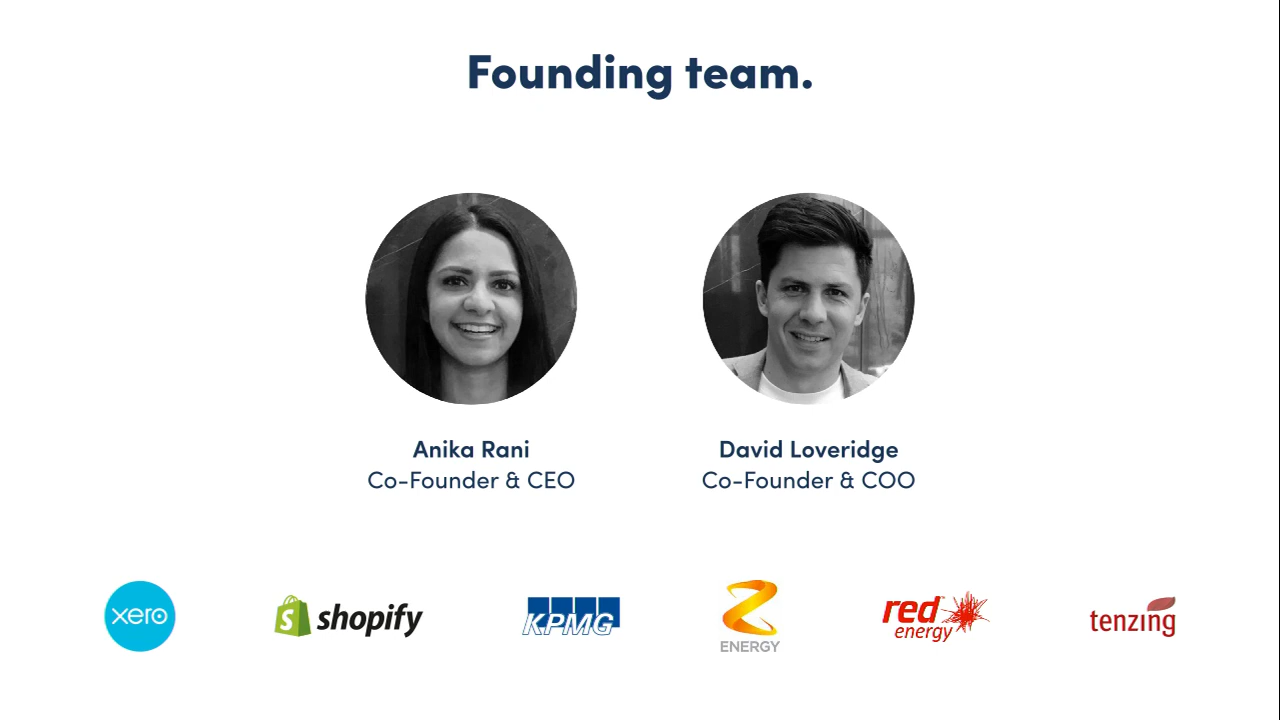 Founding team.
Anika Rani
Co-Founder & CEO
David Loveridge
Co-Founder & COO
xero
S shopify
KPMG
Z
ENERGY
red
energy
tenzing